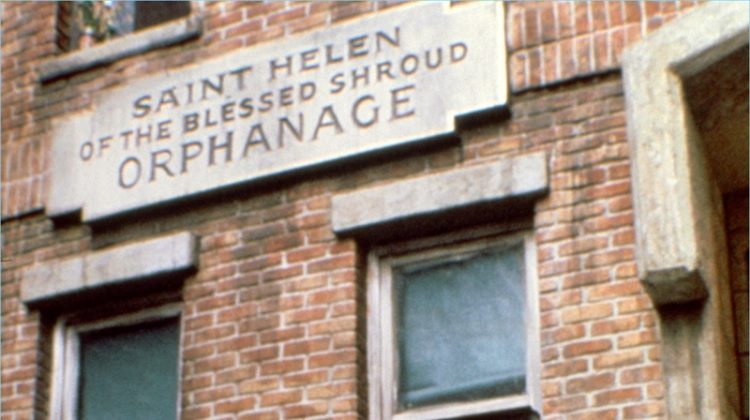 SAINT HELEN
OF THE BLESSED SHROUD
ORPHANAGE